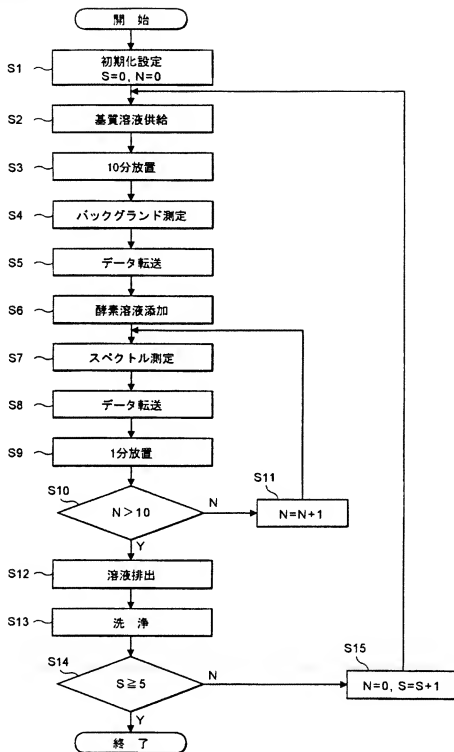 開 始
S1
初期化設定
S=0, N=0
S2
基質溶液供給
S3
10分放置
S4
バックグランド測定
S5
データ転送
S6
酵素溶液添加
S7
スペクトル測定
S8
データ転送
S9
1分放置
S10
N>10
N
S11
N=N+1
Y
S12
溶液排出
S13
洗 浄
S14
S≧5
N
S15
N=0, S=S+1
Y
終 了